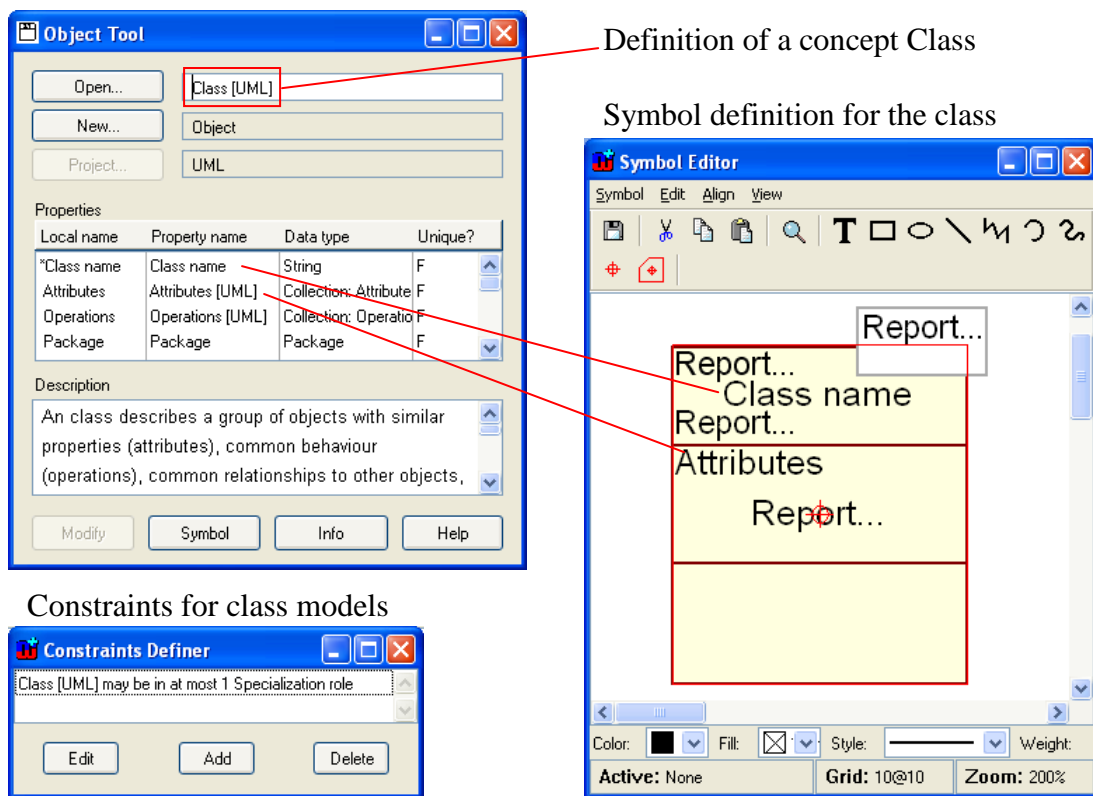 Object Tool
Open...
Class [UML]
New...
Object
Project...
UML
Properties
Local name Property name Data type Unique?
*Class name Class name String F
Attributes Attributes [UML] Collection: Attribute F
Operations Operations [UML] Collection: Operatio F
Package Package Package F
Description
An class describes a group of objects with similar
properties (attributes), common behaviour
(operations), common relationships to other objects,
Modify Symbol Info Help
Definition of a concept Class
Symbol definition for the class
Symbol Editor
Symbol Edit Align View
T
Report...
Report...
Class name
Report...
Attributes
Report...
Color: Fill: Style: Weight:
Active: None Grid: 10@10 Zoom: 200%
Constraints for class models
Constraints Definer
Class [UML] may be in at most 1 Specialization role
Edit Add Delete